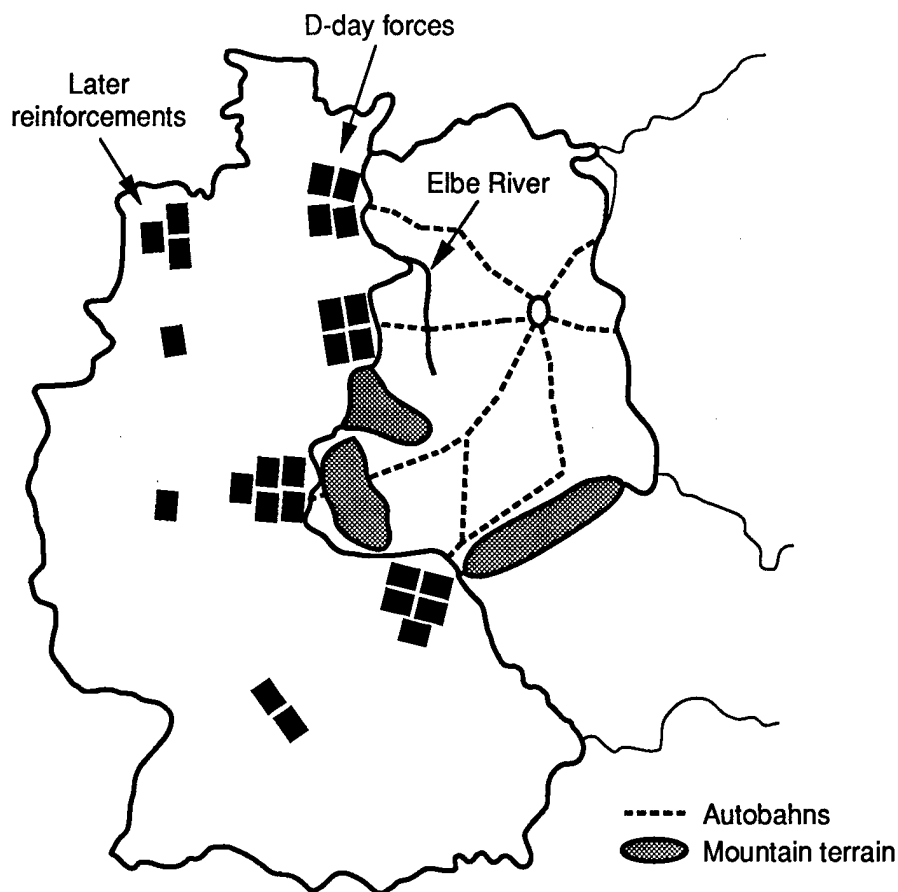 D-day forces
Later
reinforcements
Elbe River
Autobahns
Mountain terrain